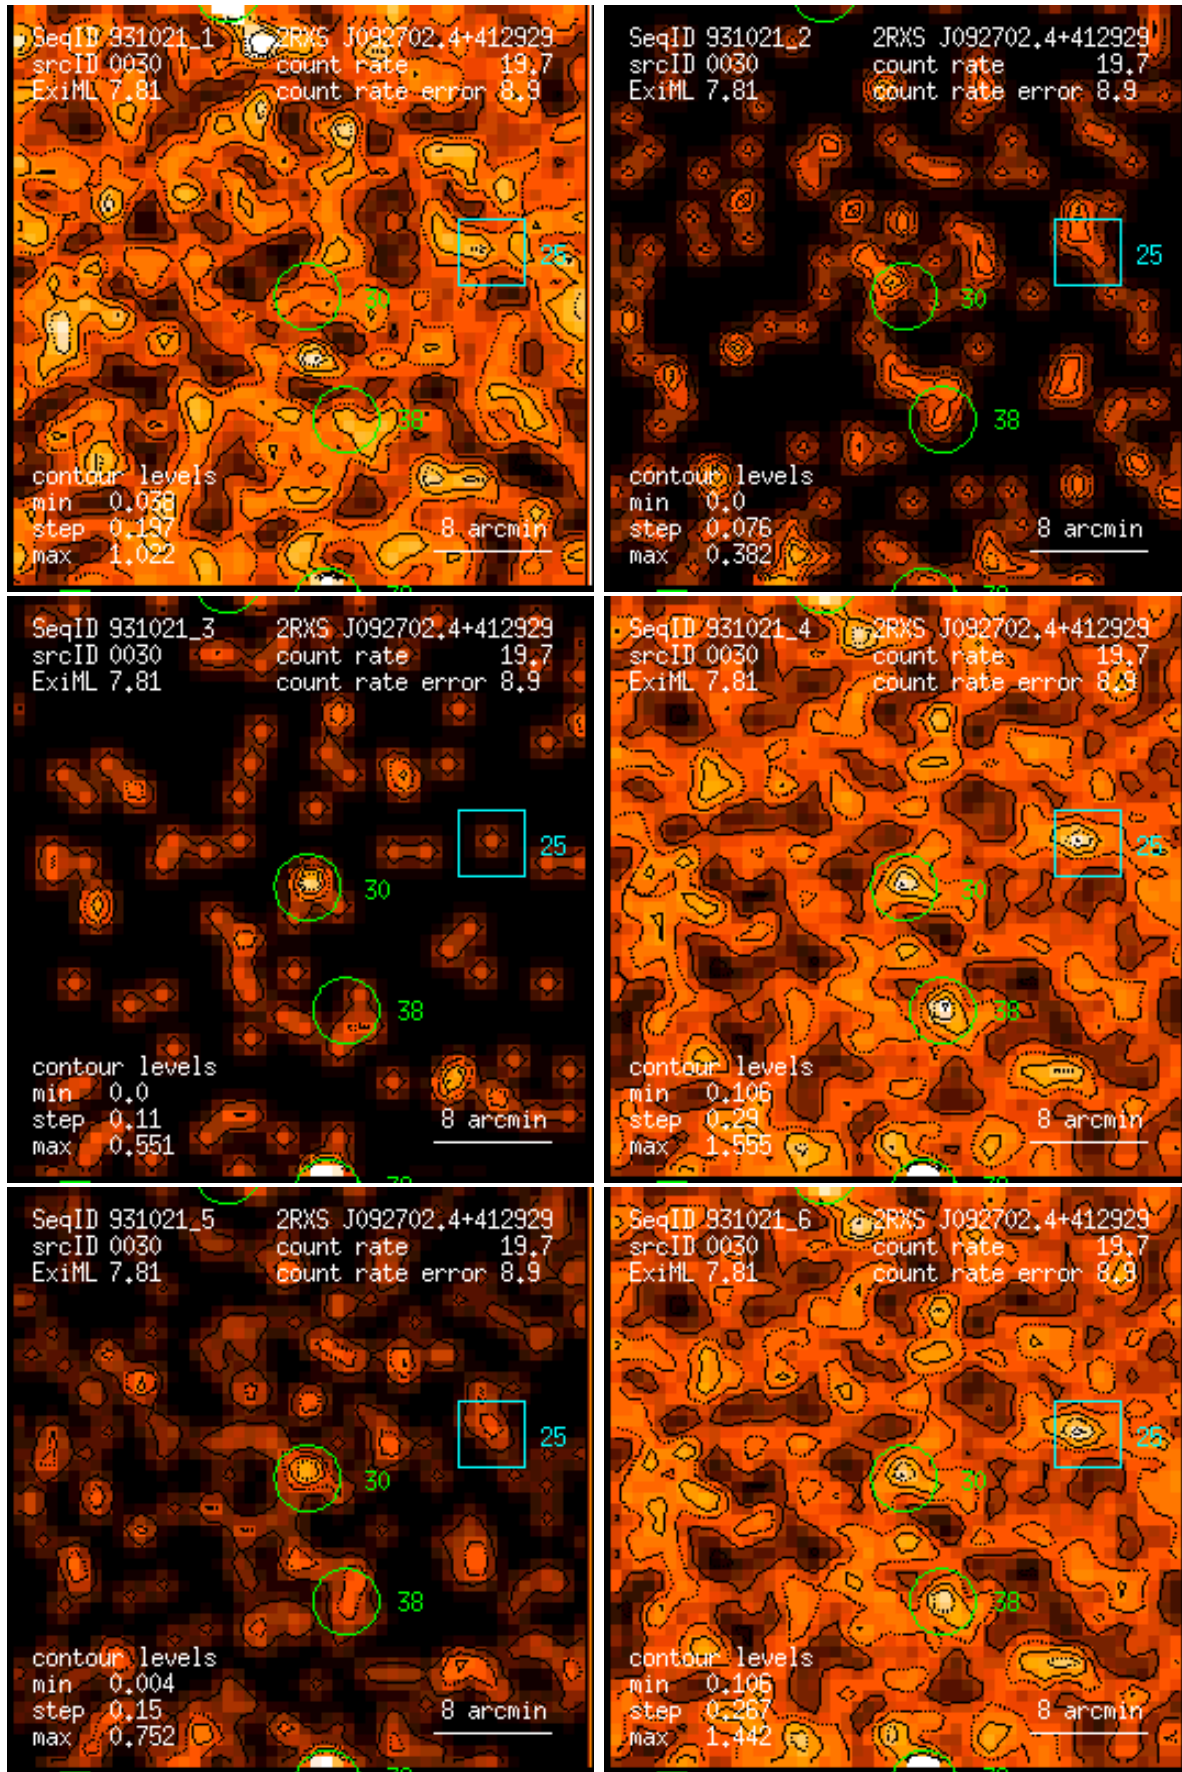 SeqID 931021_1 2RXS J092702.4+412929
srcID 0030 count rate 19.7
ExiML 7.81 count rate error 8.9
25
30
38
contour levels
min 0.038
step 0.197
max 1.022
8 arcmin
SeqID 931021_2 2RXS J092702.4+412929
srcID 0030 count rate 19.7
ExiML 7.81 count rate error 8.9
25
30
38
contour levels
min 0.0
step 0.076
max 0.382
8 arcmin
SeqID 931021_3 2RXS J092702.4+412929
srcID 0030 count rate 19.7
ExiML 7.81 count rate error 8.9
25
30
38
contour levels
min 0.0
step 0.11
max 0.551
8 arcmin
SeqID 931021_4 2RXS J092702.4+412929
srcID 0030 count rate 19.7
ExiML 7.81 count rate error 8.9
25
30
38
contour levels
min 0.106
step 0.29
max 1.555
8 arcmin
SeqID 931021_5 2RXS J092702.4+412929
srcID 0030 count rate 19.7
ExiML 7.81 count rate error 8.9
25
30
38
contour levels
min 0.004
step 0.15
max 0.752
8 arcmin
SeqID 931021_6 2RXS J092702.4+412929
srcID 0030 count rate 19.7
ExiML 7.81 count rate error 8.9
25
30
38
contour levels
min 0.106
step 0.267
max 1.442
8 arcmin